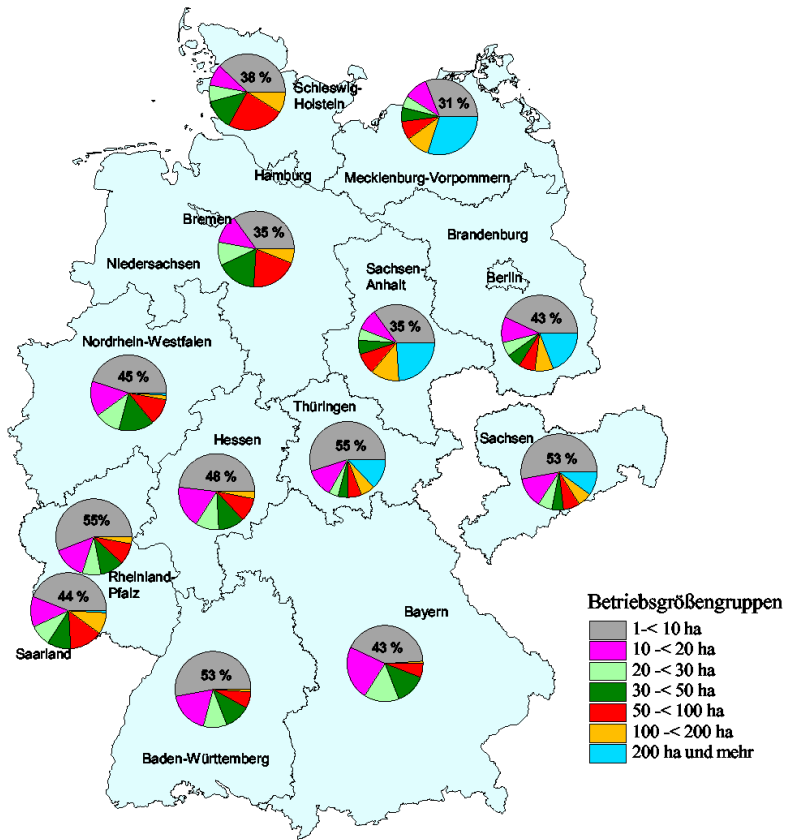 38 %
Schleswig-
Holstein
31 %
Hamburg
Mecklenburg-Vorpommern
Bremen
35 %
Brandenburg
Niedersachsen
Sachsen-
Anhalt
Berlin
35 %
43 %
Nordrhein-Westfalen
45 %
Thüringen
Hessen
55 %
Sachsen
48 %
53 %
55%
Rheinland-
Pfalz
44 %
Saarland
Bayern
43 %
53 %
Baden-Württemberg
Betriebsgrößengruppen
1-< 10 ha
10 -< 20 ha
20 -< 30 ha
30 -< 50 ha
50 -< 100 ha
100 -< 200 ha
200 ha und mehr